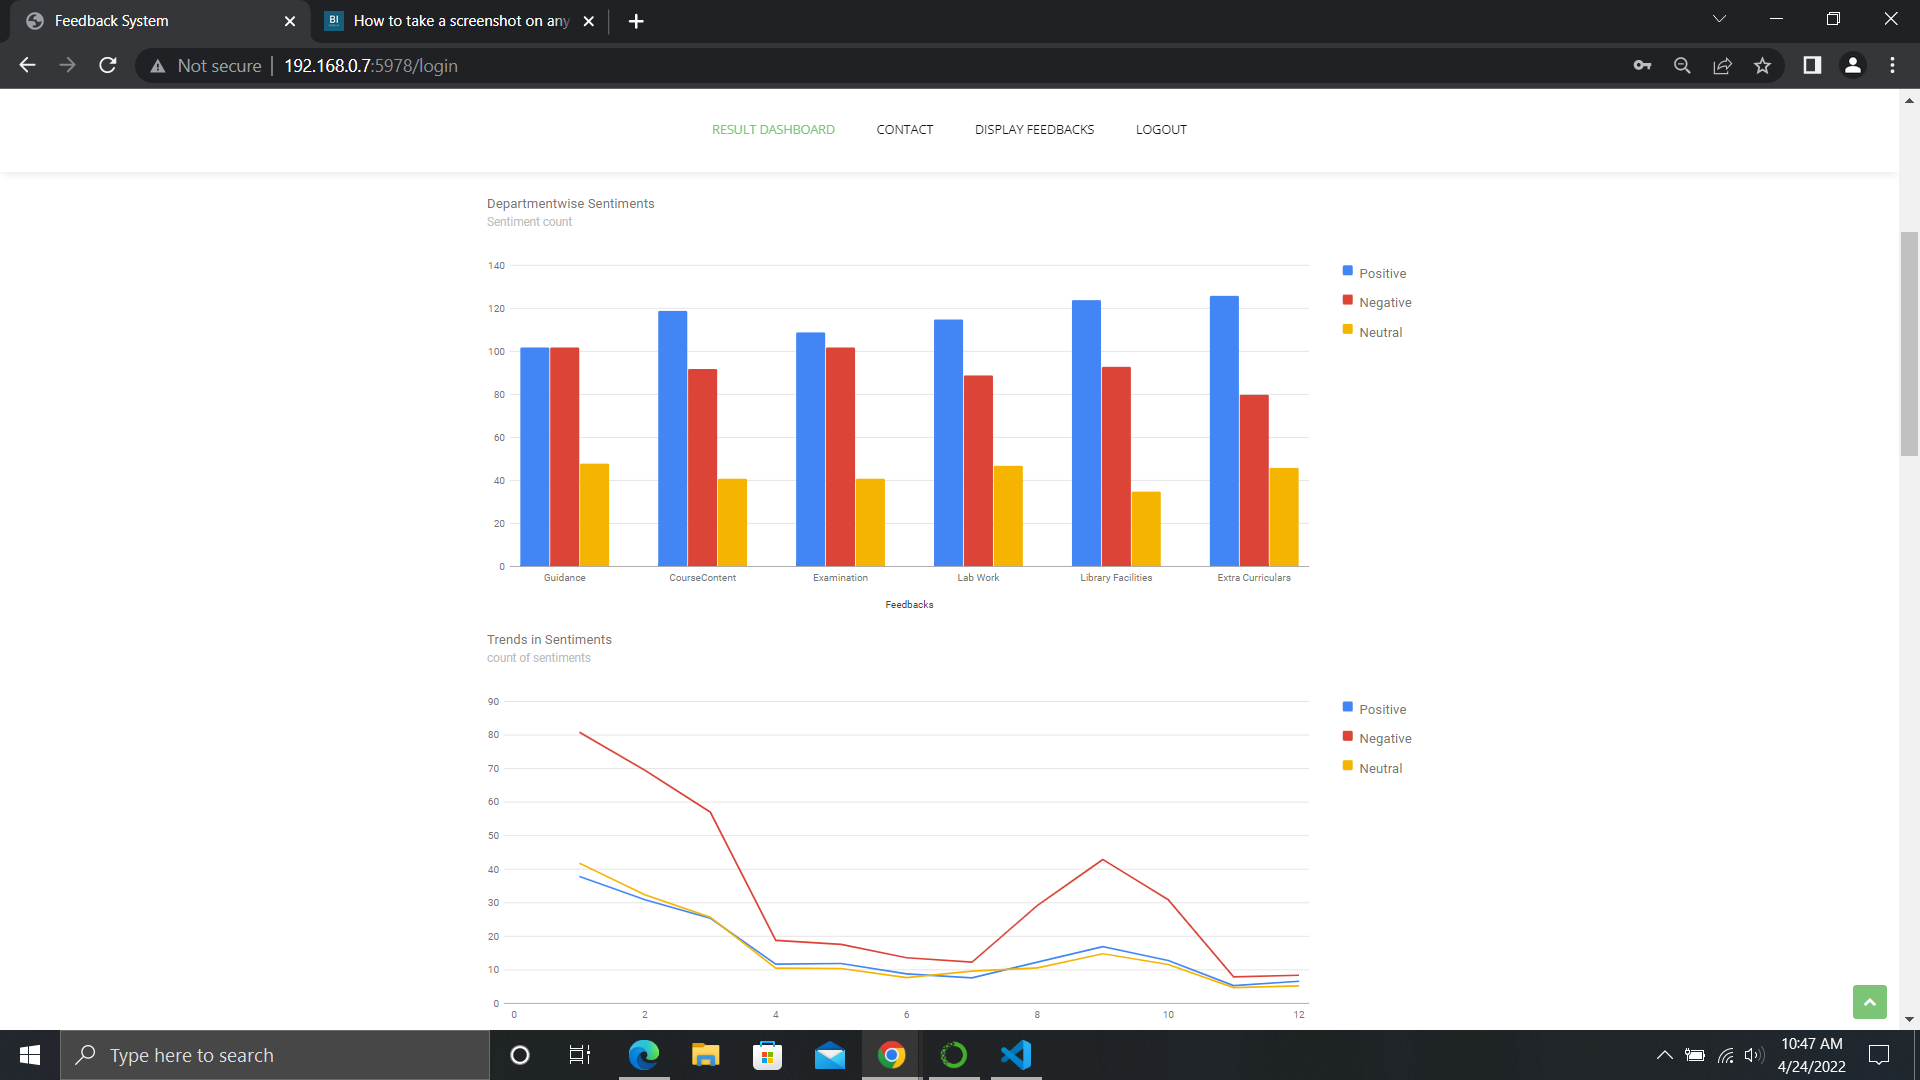 Feedback System
BI How to take a screenshot on any
Not secure 192.168.0.7:5978/login
RESULT DASHBOARD CONTACT DISPLAY FEEDBACKS LOGOUT
Departmentwise Sentiments
Sentiment count
140
120
100
80
60
40
20
0
Positive
Negative
Neutral
Guidance CourseContent Examination Lab Work Library Facilities Extra Curriculars
Feedbacks
Trends in Sentiments
count of sentiments
90
80
70
60
50
40
30
20
10
0
Positive
Negative
Neutral
0 2 4 6 8 10 12
Type here to search
10:47 AM
4/24/2022